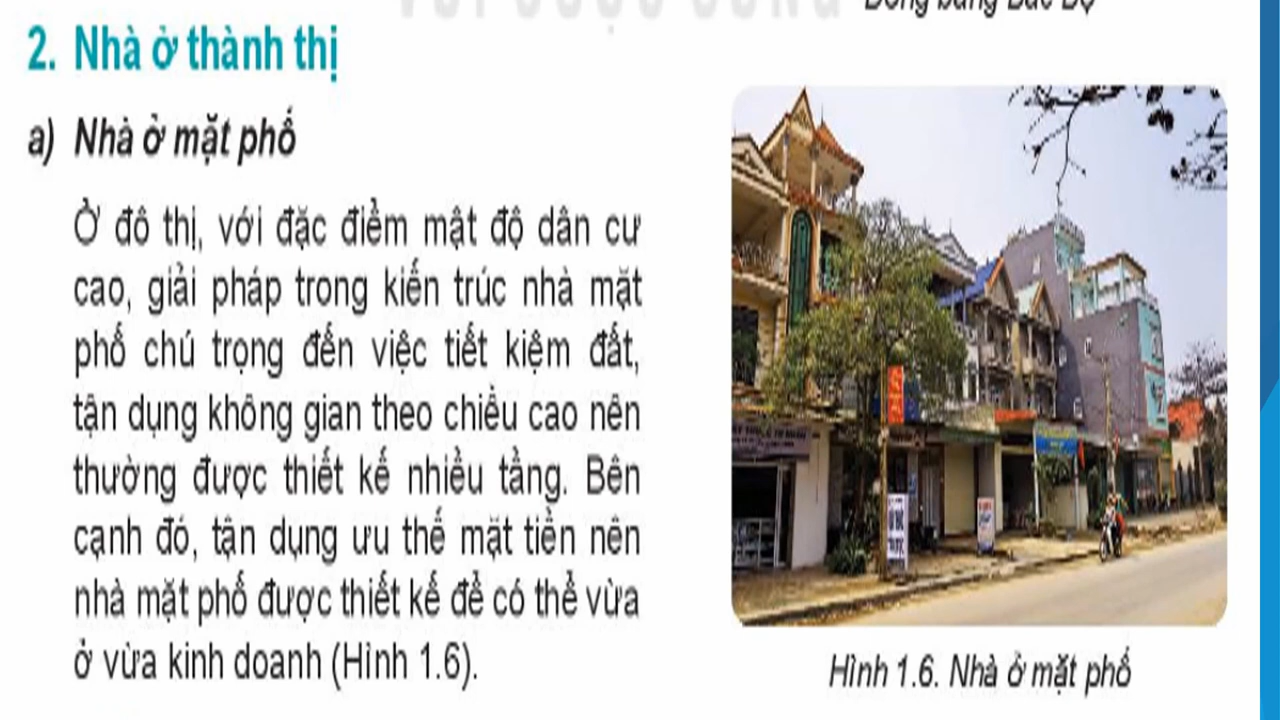 Đồng bằng Bắc Bộ
2. Nhà ở thành thị
a) Nhà ở mặt phố
Ở đô thị, với đặc điểm mật độ dân cư
cao, giải pháp trong kiến trúc nhà mặt
phố chú trọng đến việc tiết kiệm đất,
tận dụng không gian theo chiều cao nên
thường được thiết kế nhiều tầng. Bên
cạnh đó, tận dụng ưu thế mặt tiền nên
nhà mặt phố được thiết kế để có thể vừa
ở vừa kinh doanh (Hình 1.6).
Hình 1.6. Nhà ở mặt phố